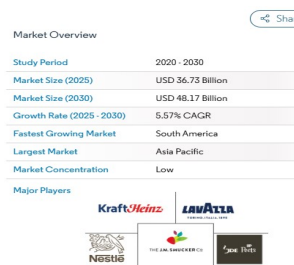 Sha
Market Overview
Study Period 2020 - 2030
Market Size (2025) USD 36.73 Billion
Market Size (2030) USD 48.17 Billion
Growth Rate (2025 - 2030) 5.57% CAGR
Fastest Growing Market South America
Largest Market Asia Pacific
Market Concentration Low
Major Players
KraftHeinz LAVAZZA
Nestlé THE J.M. SMUCKER Co JDE Peet's